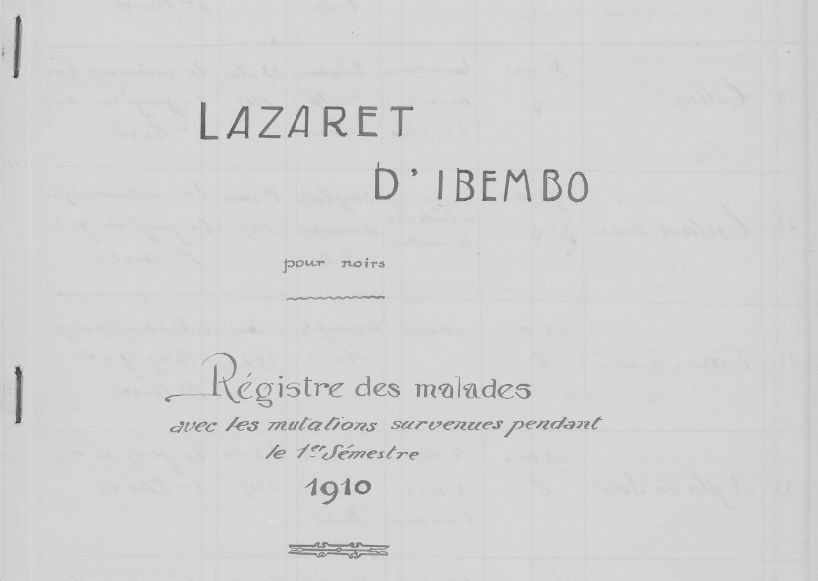 LAZARET
D'IBEMBO
pour noirs
Régistre des malades
avec les mutations survenues pendant
le 1er Sémestre
1910